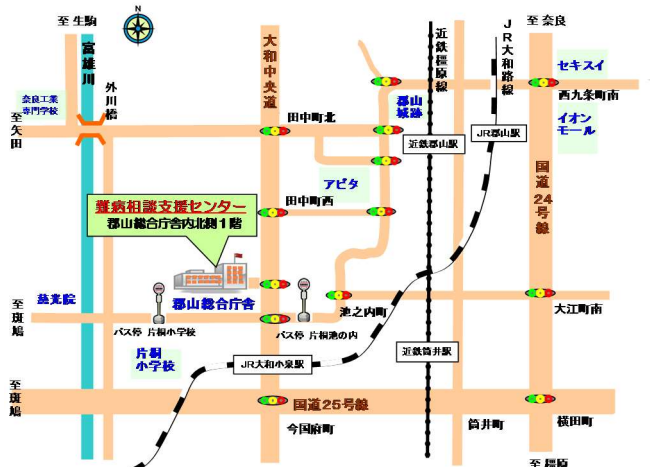 至 生駒
富雄川
外川橋
大和中央道
近鉄橿原線
JR大和路線
至 奈良
セキスイ
西九条町南
奈良工業
専門学校
至矢田
田中町北
郡山
城跡
近鉄郡山駅
JR郡山駅
イオン
モール
国道24号線
アピタ
田中町西
難病相談支援センター
郡山総合庁舎内北側1階
慈光院
郡山総合庁舎
至斑鳩
バス停 片桐小学校
バス停 片桐池の内
池之内町
大江町南
片桐
小学校
JR大和小泉駅
近鉄筒井駅
至斑鳩
国道25号線
今国府町
筒井町
横田町
至 橿原